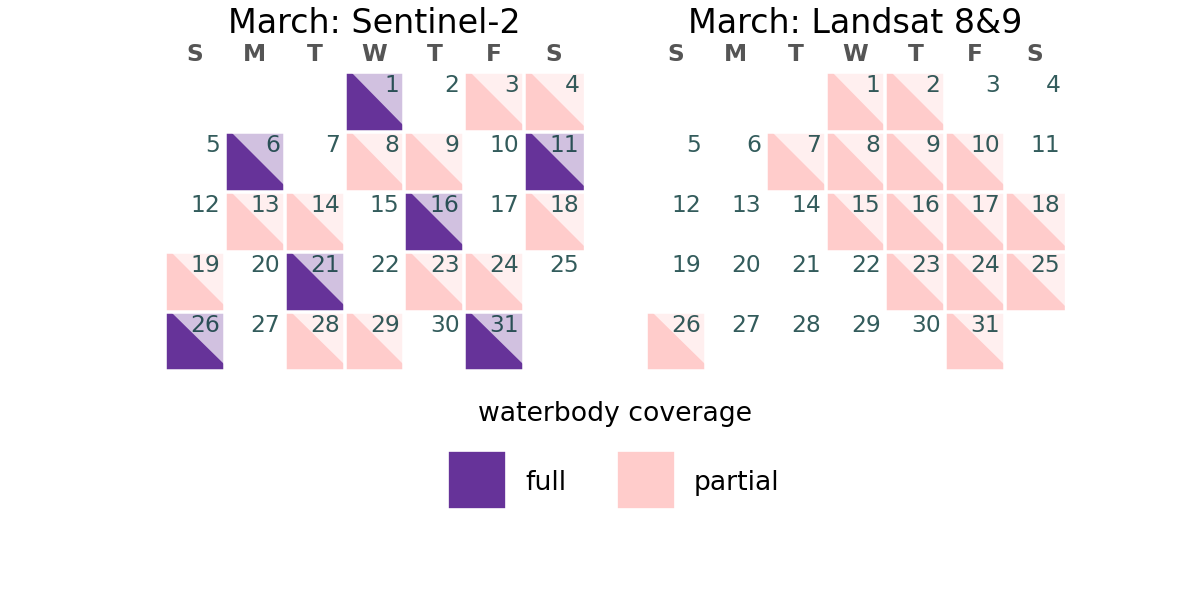 March: Sentinel-2
S M T W T F S
1 2 3 4
5 6 7 8 9 10 11
12 13 14 15 16 17 18
19 20 21 22 23 24 25
26 27 28 29 30 31
March: Landsat 8&9
S M T W T F S
1 2 3 4
5 6 7 8 9 10 11
12 13 14 15 16 17 18
19 20 21 22 23 24 25
26 27 28 29 30 31
waterbody coverage
full partial